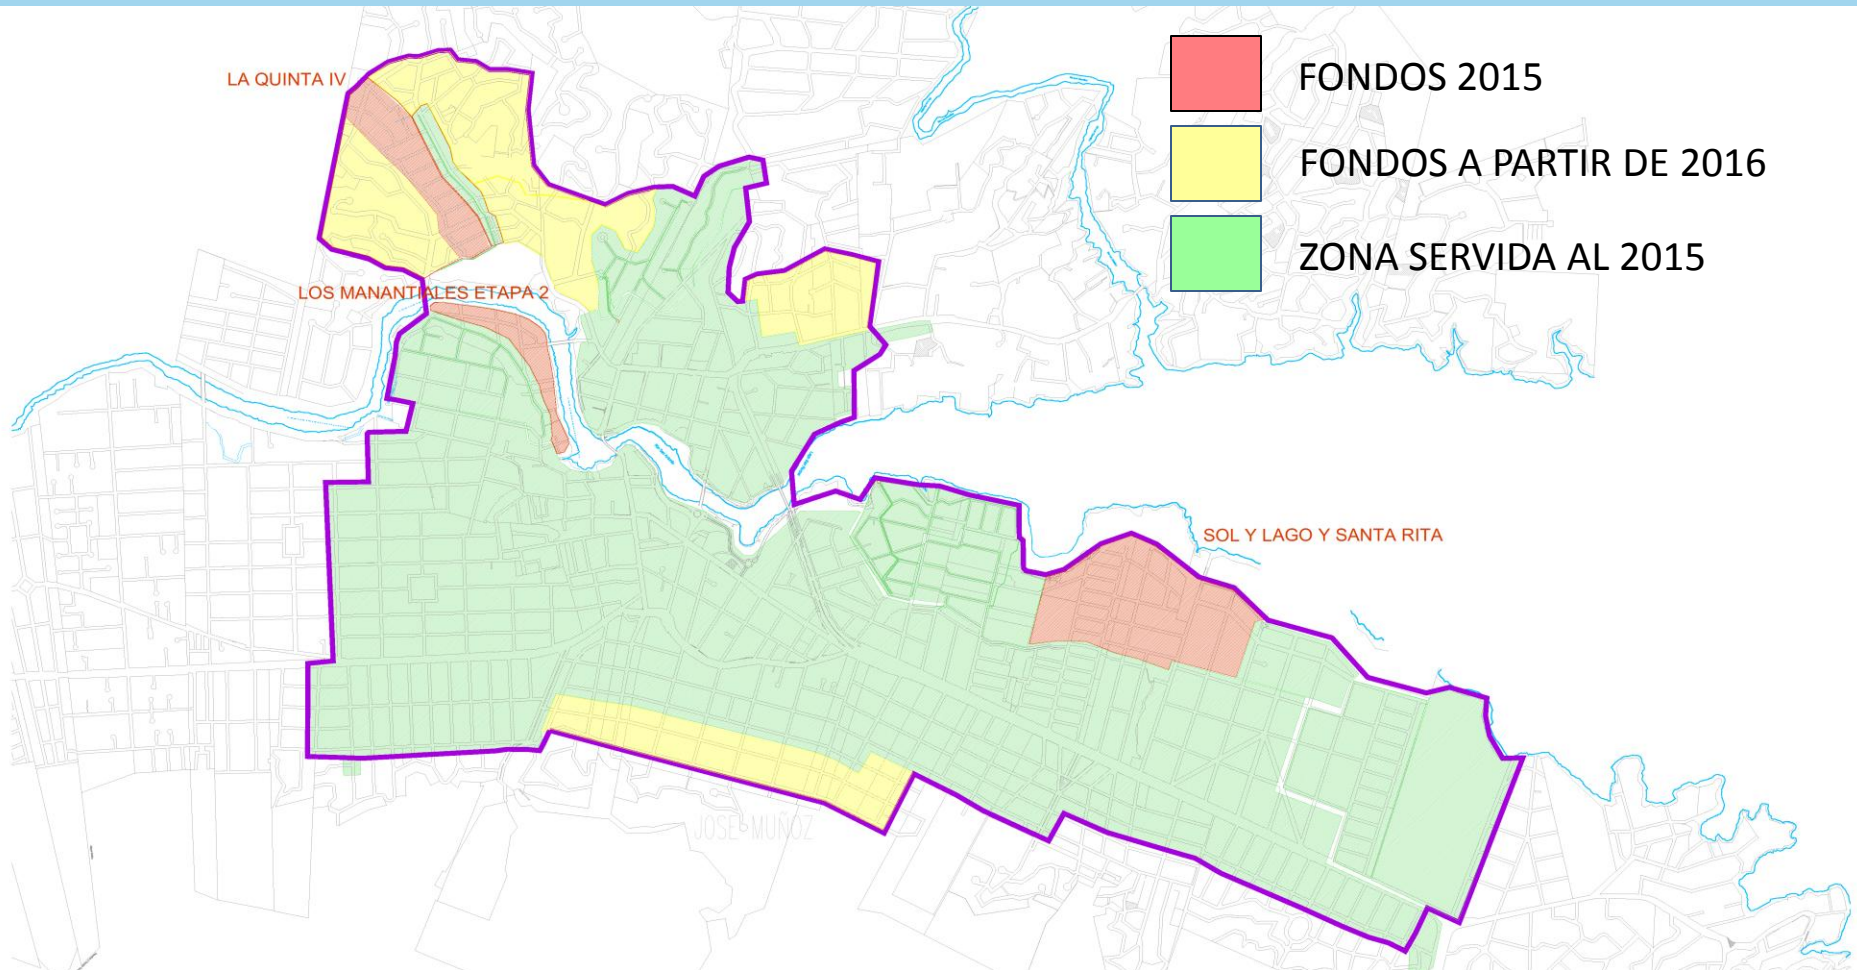 FONDOS 2015
FONDOS A PARTIR DE 2016
ZONA SERVIDA AL 2015
LA QUINTA IV
LOS MANANTIALES ETAPA 2
SOL Y LAGO Y SANTA RITA
JOSE MUÑOZ